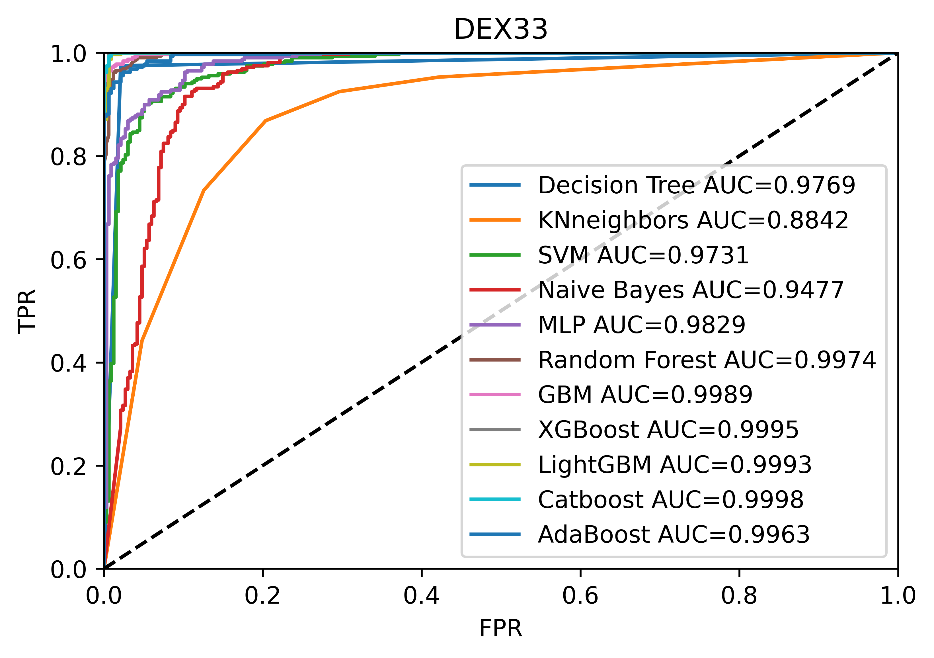 DEX33
1.0
0.8
0.6
0.4
0.2
0.0
TPR
Decision Tree AUC=0.9769
KNneighbors AUC=0.8842
SVM AUC=0.9731
Naive Bayes AUC=0.9477
MLP AUC=0.9829
Random Forest AUC=0.9974
GBM AUC=0.9989
XGBoost AUC=0.9995
LightGBM AUC=0.9993
Catboost AUC=0.9998
AdaBoost AUC=0.9963
0.0 0.2 0.4 0.6 0.8 1.0
FPR